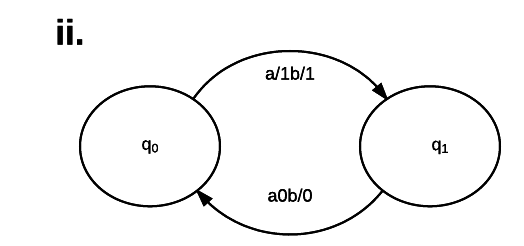 ii.
a/1b/1
q₀
q₁
a0b/0